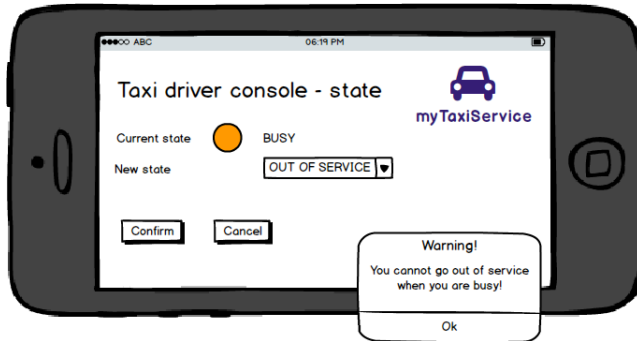 ABC 06:19 PM
Taxi driver console - state
myTaxiService
Current state BUSY
New state OUT OF SERVICE
Confirm Cancel
Warning!
You cannot go out of service
when you are busy!
Ok